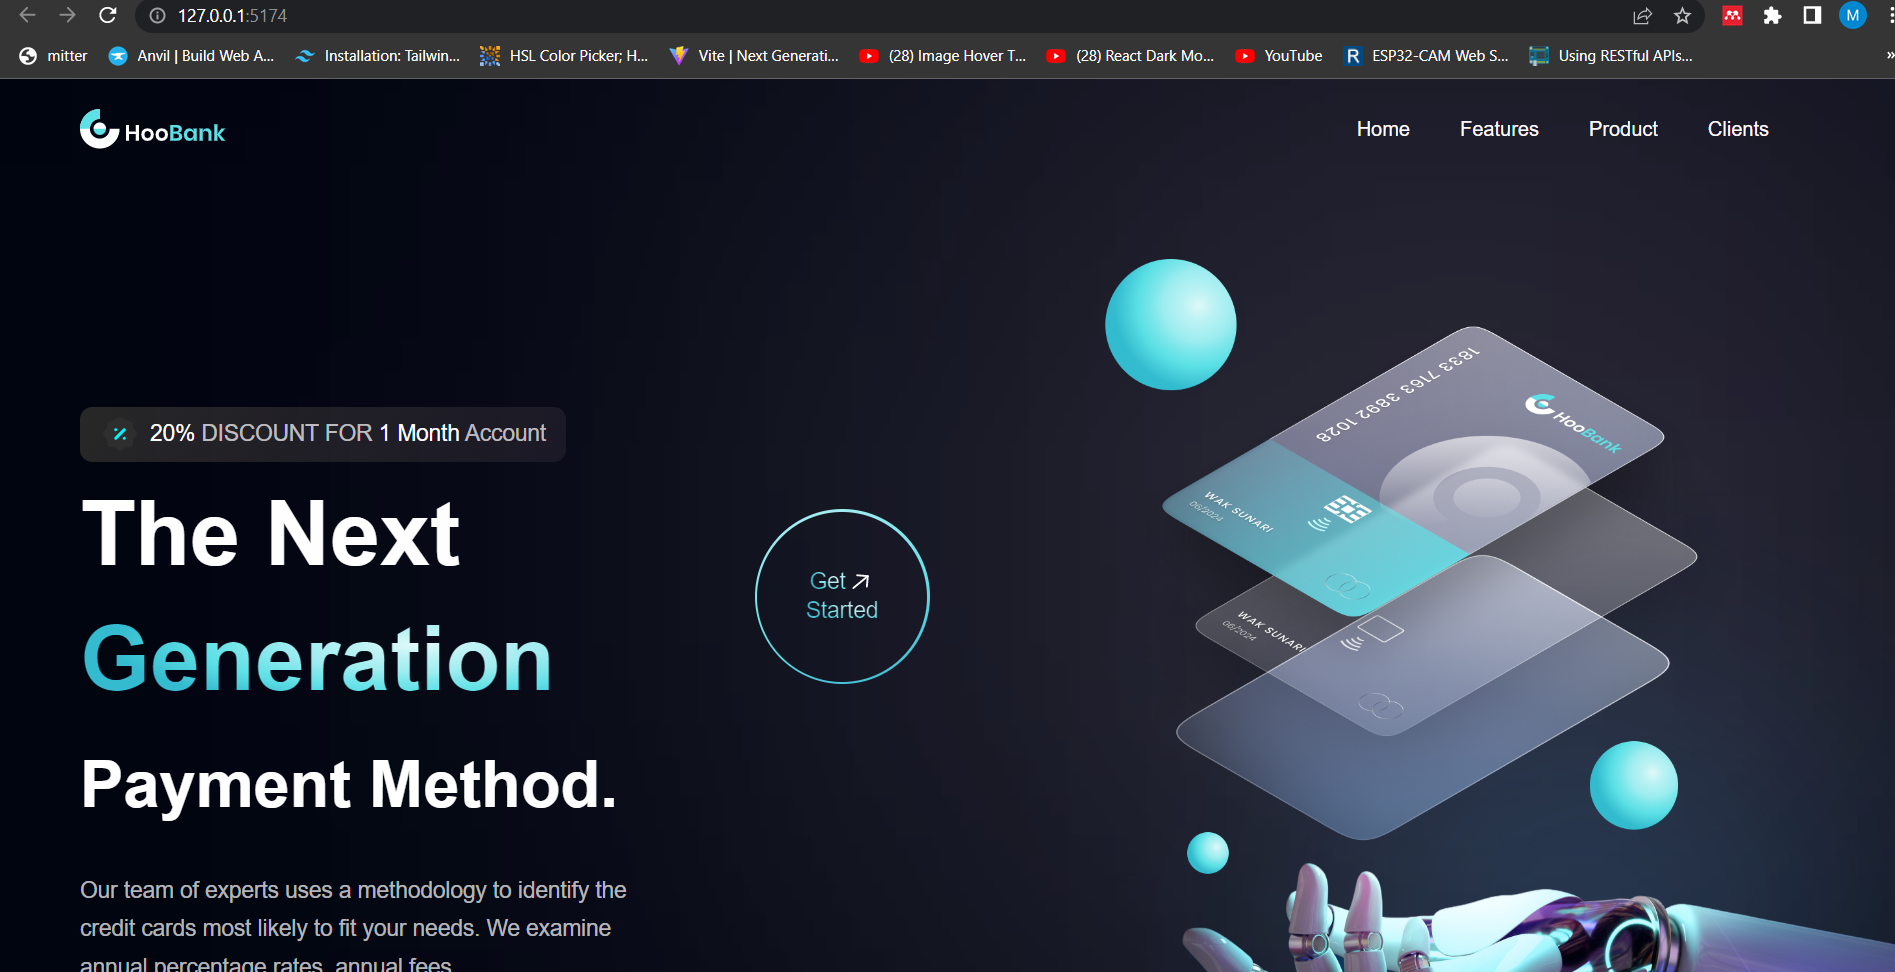 127.0.0.1:5174
M
mitter
Anvil | Build Web A...
Installation: Tailwin...
HSL Color Picker; H...
Vite | Next Generati...
(28) Image Hover T...
(28) React Dark Mo...
YouTube
R
ESP32-CAM Web S...
Using RESTful APIs...
»
HooBank
Home
Features
Product
Clients
20% DISCOUNT FOR 1 Month Account
The Next
Generation
Payment Method.
Get
Started
Our team of experts uses a methodology to identify the
credit cards most likely to fit your needs. We examine
annual percentage rates, annual fees.
1833 7163 3892 1028
HooBank
WAK SUNARI
06/2024
WAK SUNARI
06/2024